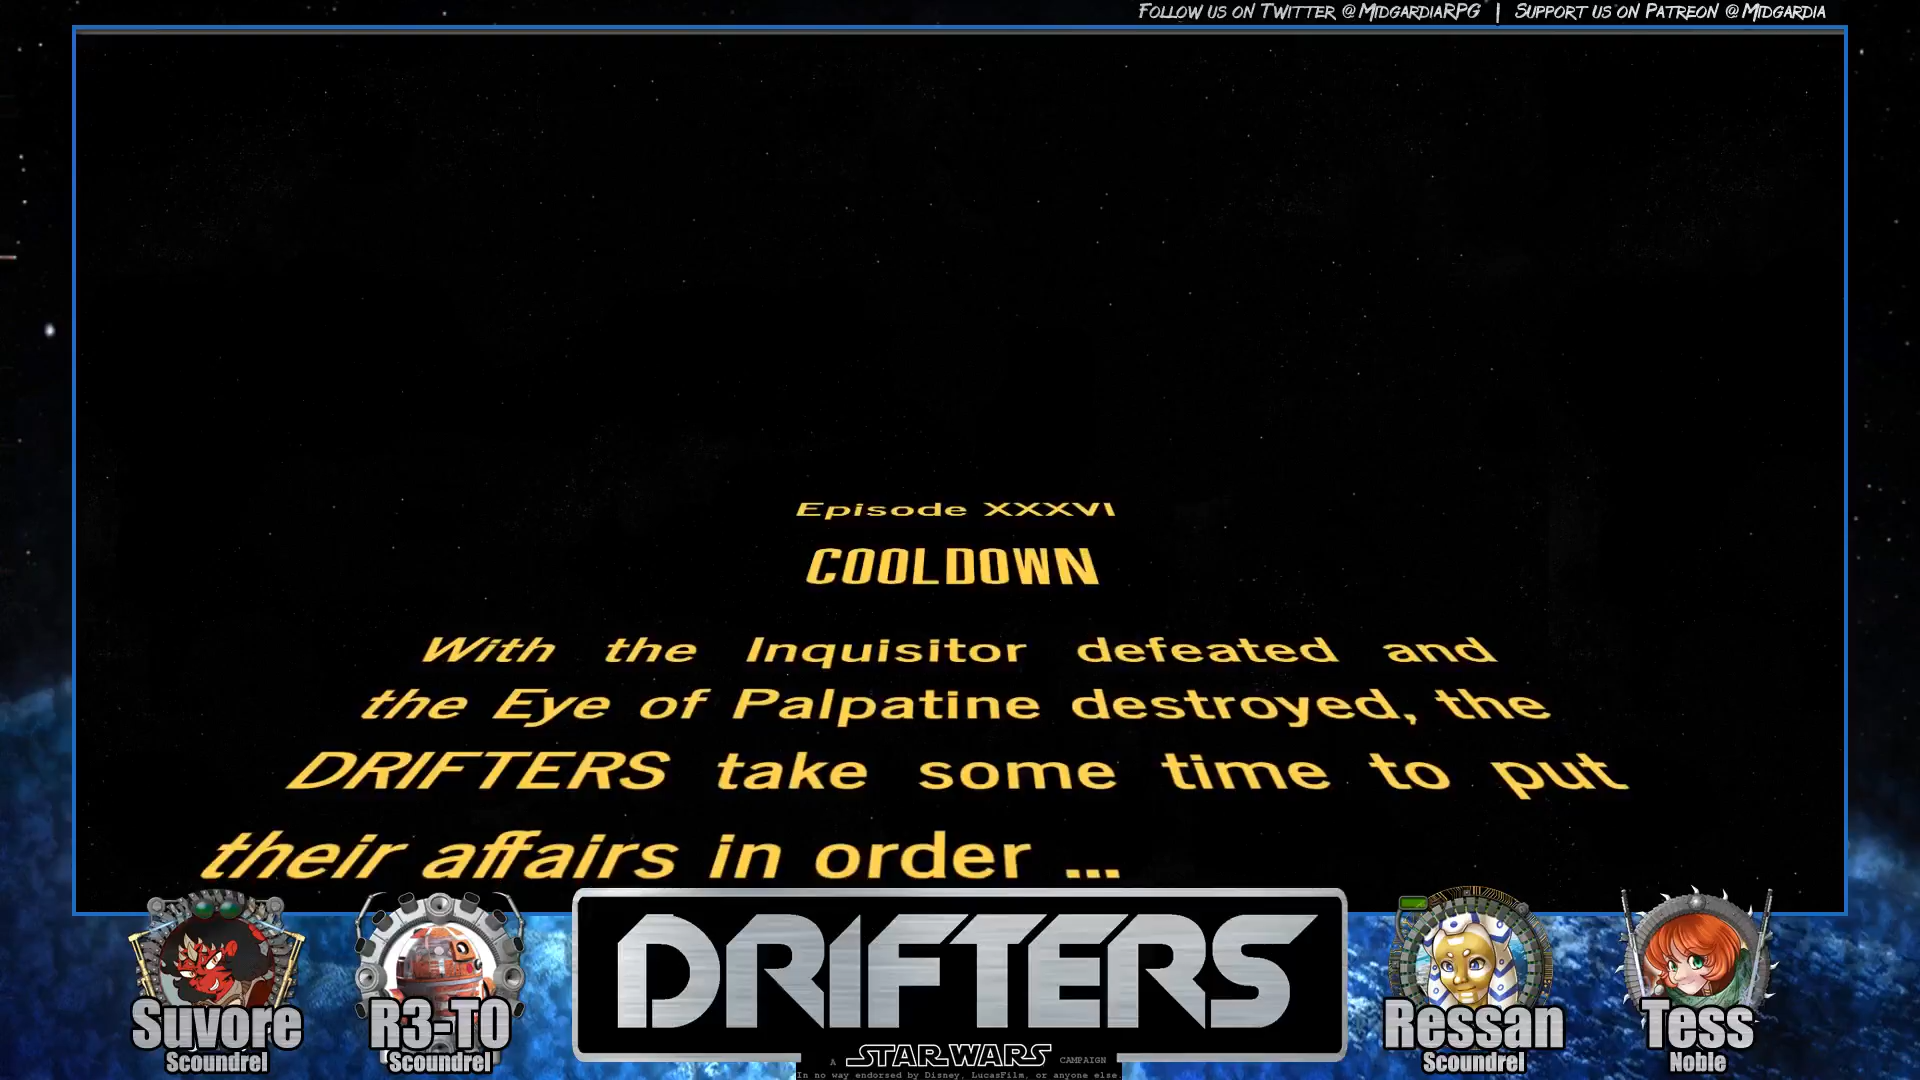 Follow us on Twitter @MidgardiaRPG | Support us on Patreon @Midgardia
Episode XXXVI
COOLDOWN
With the Inquisitor defeated and
the Eye of Palpatine destroyed, the
DRIFTERS take some time to put
their affairs in order ...
Suvore
Scoundrel
R3-T0
Scoundrel
DRIFTERS
A STAR WARS CAMPAIGN
In no way endorsed by Disney, LucasFilm, or anyone else.
Ressan
Scoundrel
Tess
Noble